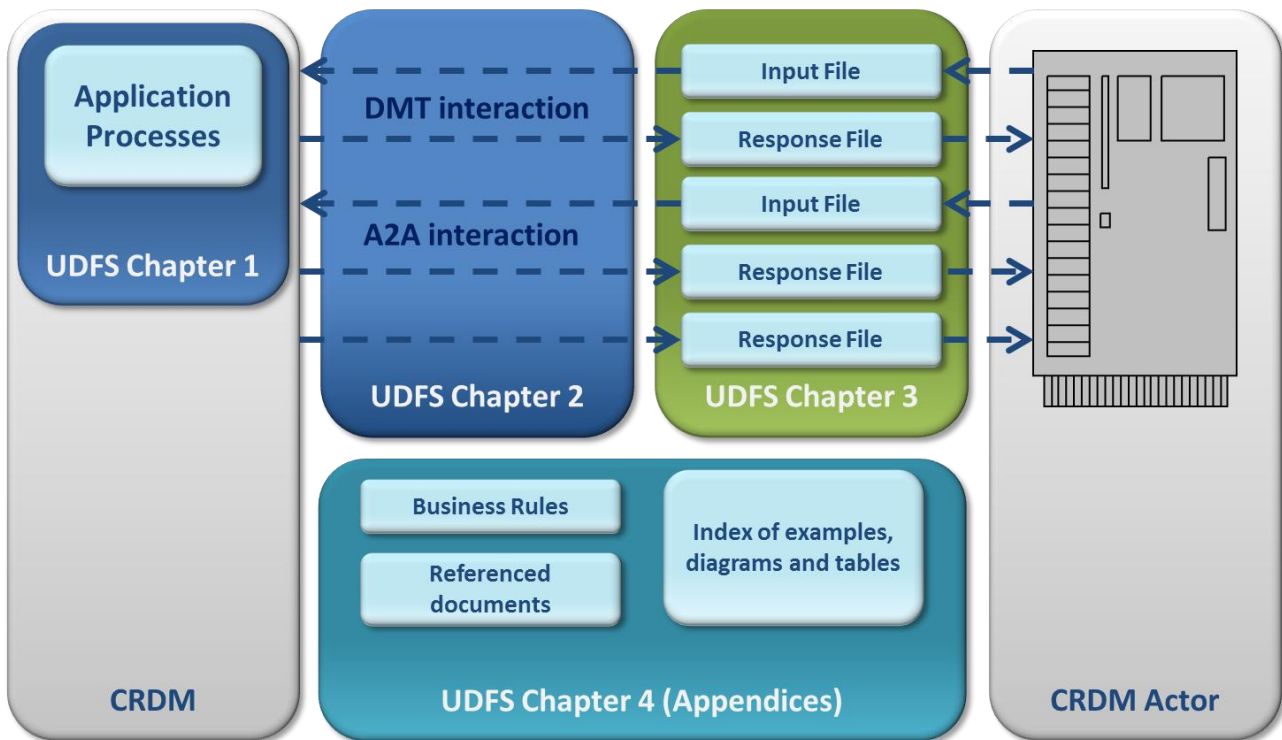 Application
Processes
UDFS Chapter 1
CRDM
DMT interaction
A2A interaction
UDFS Chapter 2
Input File
Response File
Input File
Response File
Response File
UDFS Chapter 3
Business Rules
Referenced
documents
Index of examples,
diagrams and tables
UDFS Chapter 4 (Appendices)
CRDM Actor